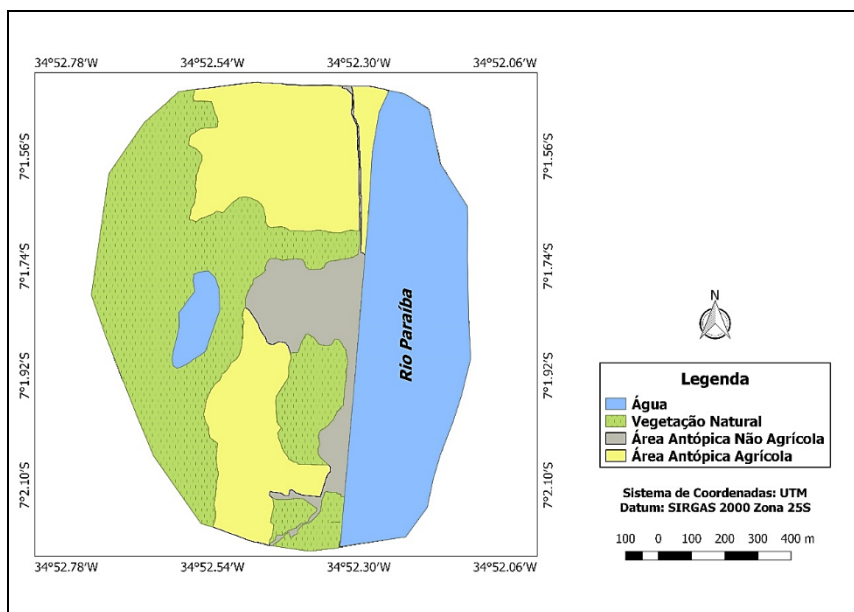 34°52.78'W 34°52.54'W 34°52.30'W 34°52.06'W
7°1.56'S 7°1.56'S
7°1.74'S 7°1.74'S
7°1.92'S 7°1.92'S
7°2.10'S 7°2.10'S
Rio Paraíba
34°52.78'W 34°52.54'W 34°52.30'W 34°52.06'W
N
Legenda
Água
Vegetação Natural
Área Antópica Não Agrícola
Área Antópica Agrícola
Sistema de Coordenadas: UTM
Datum: SIRGAS 2000 Zona 25S
100 0 100 200 300 400 m